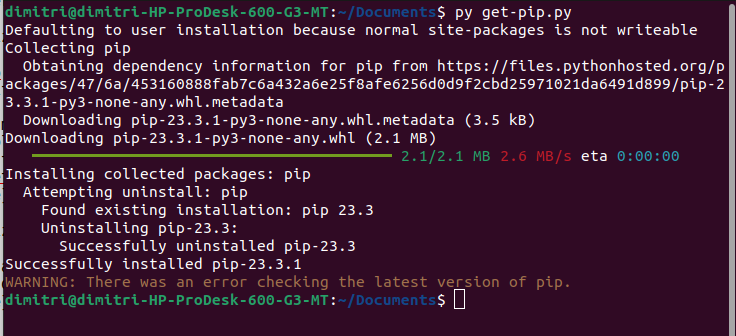 dimitri@dimitri-HP-ProDesk-600-G3-MT:~/Documents$ py get-pip.py
Defaulting to user installation because normal site-packages is not writeable
Collecting pip
  Obtaining dependency information for pip from https://files.pythonhosted.org/p
ackages/47/6a/453160888fab7c6a432a6e25f8afe6256d0d9f2cbd25971021da6491d899/pip-2
3.3.1-py3-none-any.whl.metadata
  Downloading pip-23.3.1-py3-none-any.whl.metadata (3.5 kB)
Downloading pip-23.3.1-py3-none-any.whl (2.1 MB)
2.1/2.1 MB 2.6 MB/s eta 0:00:00
Installing collected packages: pip
  Attempting uninstall: pip
    Found existing installation: pip 23.3
    Uninstalling pip-23.3:
      Successfully uninstalled pip-23.3
Successfully installed pip-23.3.1
WARNING: There was an error checking the latest version of pip.
dimitri@dimitri-HP-ProDesk-600-G3-MT:~/Documents$